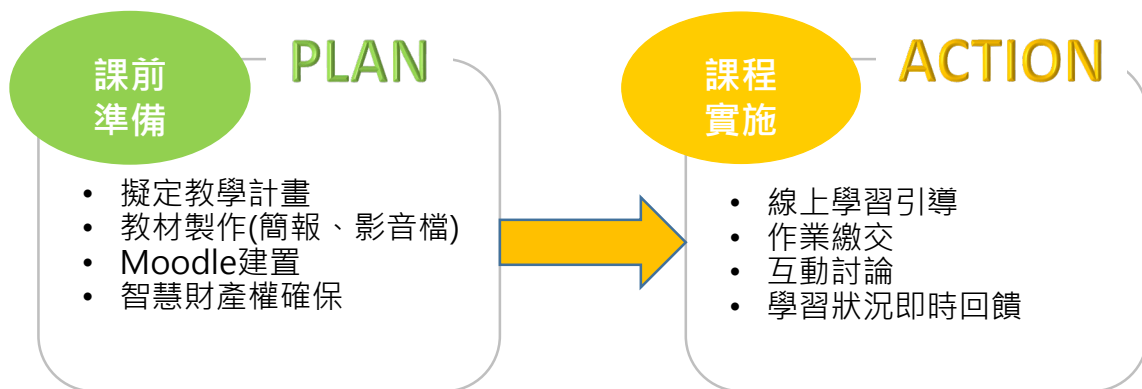 課前
準備
PLAN
• 擬定教學計畫
• 教材製作(簡報、影音檔)
• Moodle建置
• 智慧財產權確保
課程
實施
ACTION
• 線上學習引導
• 作業繳交
• 互動討論
• 學習狀況即時回饋